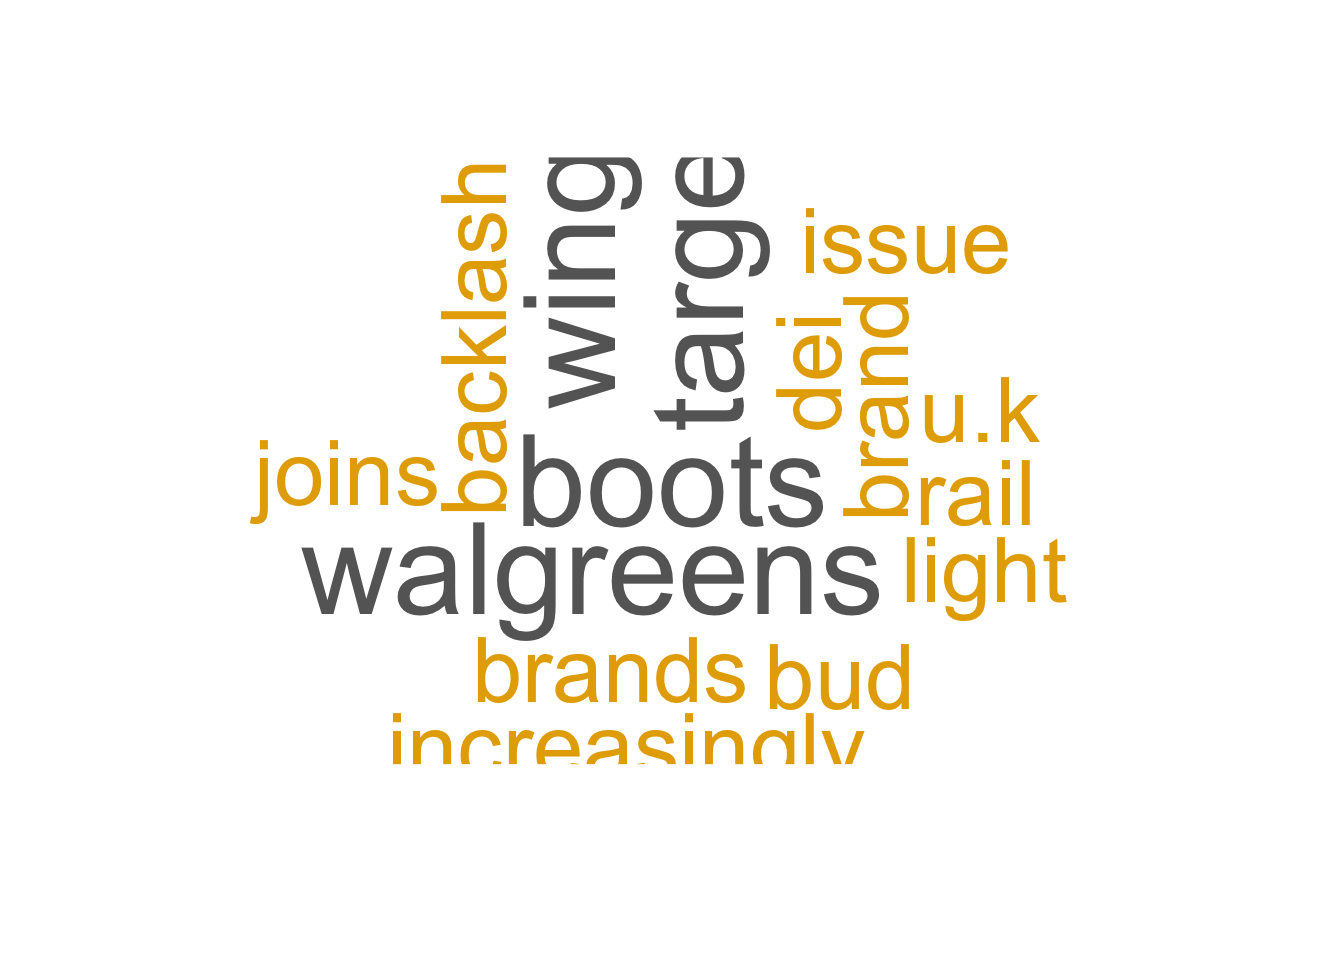 backlash
wing
targe
issue
dei
brand
u.k
joins
boots
rail
walgreens
light
brands
bud
increasingly